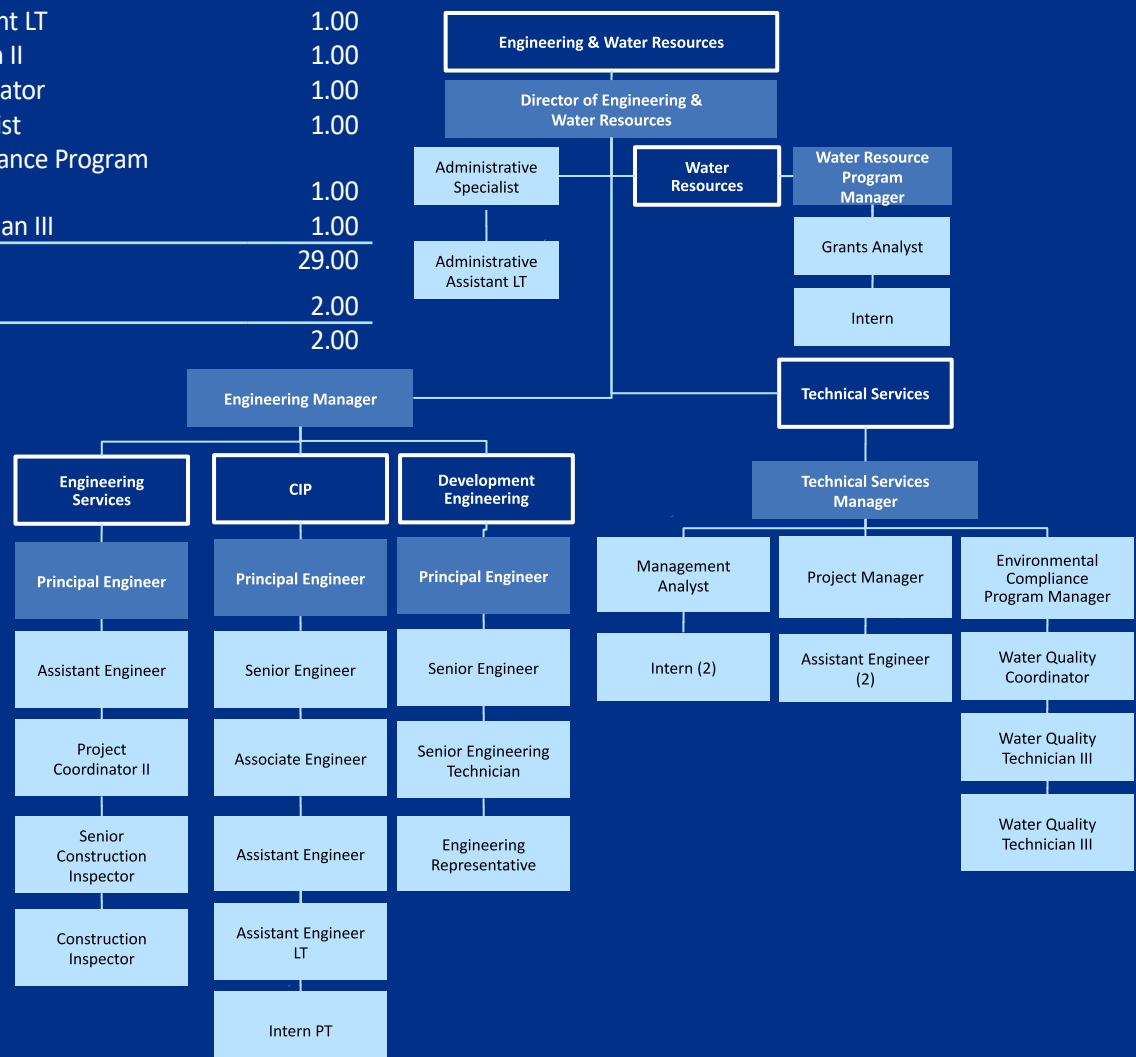 nt LT 1.00
n II 1.00
ator 1.00
ist 1.00
ance Program
1.00
an III 1.00
29.00
2.00
2.00
Engineering & Water Resources
Director of Engineering &
Water Resources
Administrative
Specialist
Administrative
Assistant LT
Water
Resources
Water Resource
Program
Manager
Grants Analyst
Intern
Engineering Manager
Technical Services
Engineering
Services
Principal Engineer
Assistant Engineer
Project
Coordinator II
Senior
Construction
Inspector
Construction
Inspector
CIP
Principal Engineer
Senior Engineer
Associate Engineer
Assistant Engineer
Assistant Engineer
LT
Intern PT
Development
Engineering
Principal Engineer
Senior Engineer
Senior Engineering
Technician
Engineering
Representative
Technical Services
Manager
Management
Analyst
Intern (2)
Project Manager
Assistant Engineer
(2)
Environmental
Compliance
Program Manager
Water Quality
Coordinator
Water Quality
Technician III
Water Quality
Technician III